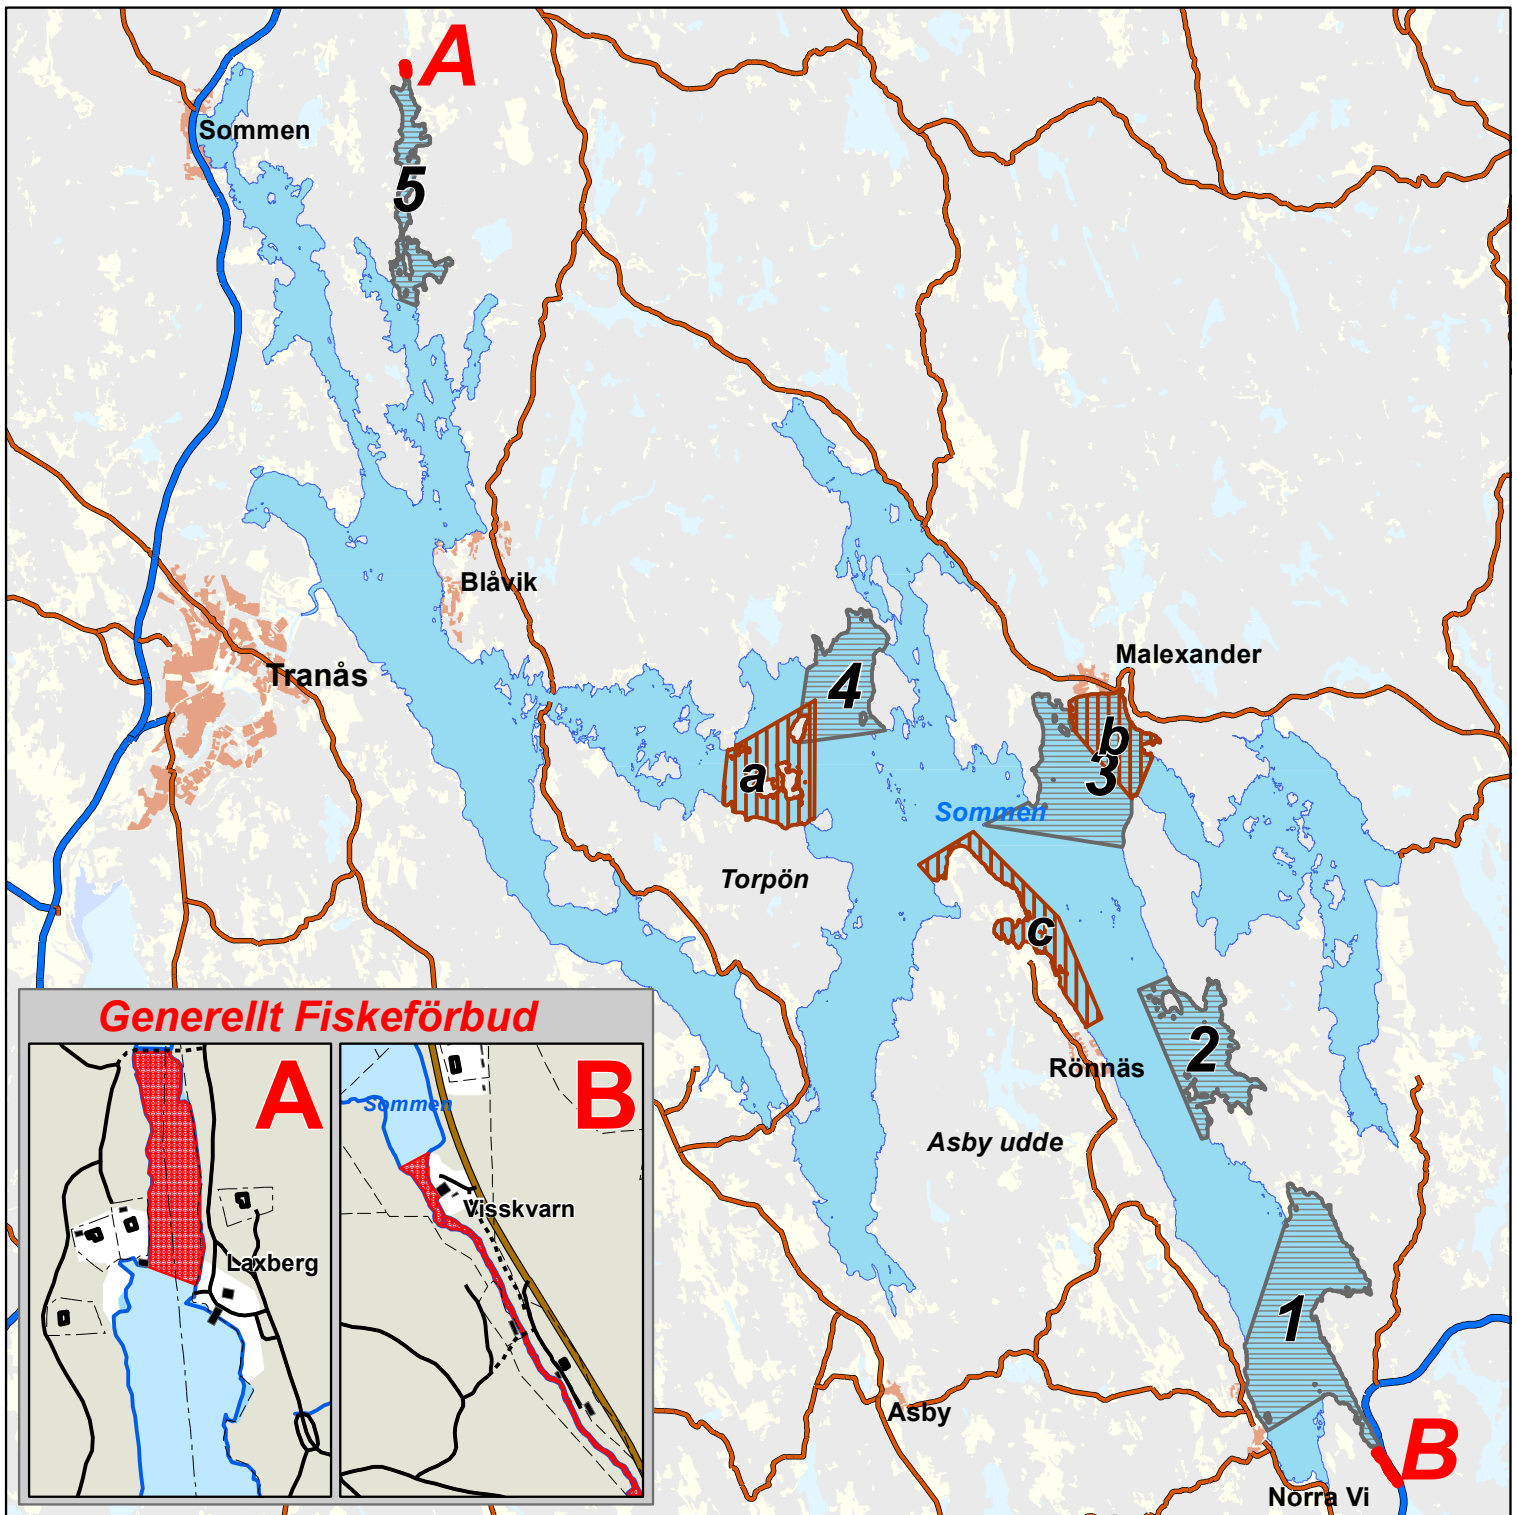 A
Sommen
5
Blåvik
Malexander
Tranås
4
b
a
3
Sommen
Torpön
c
Generellt Fiskeförbud
2
Rönnäs
A
B
Sommen
Asby udde
Visskvarn
Laxberg
1
Asby
B
Norra Vi